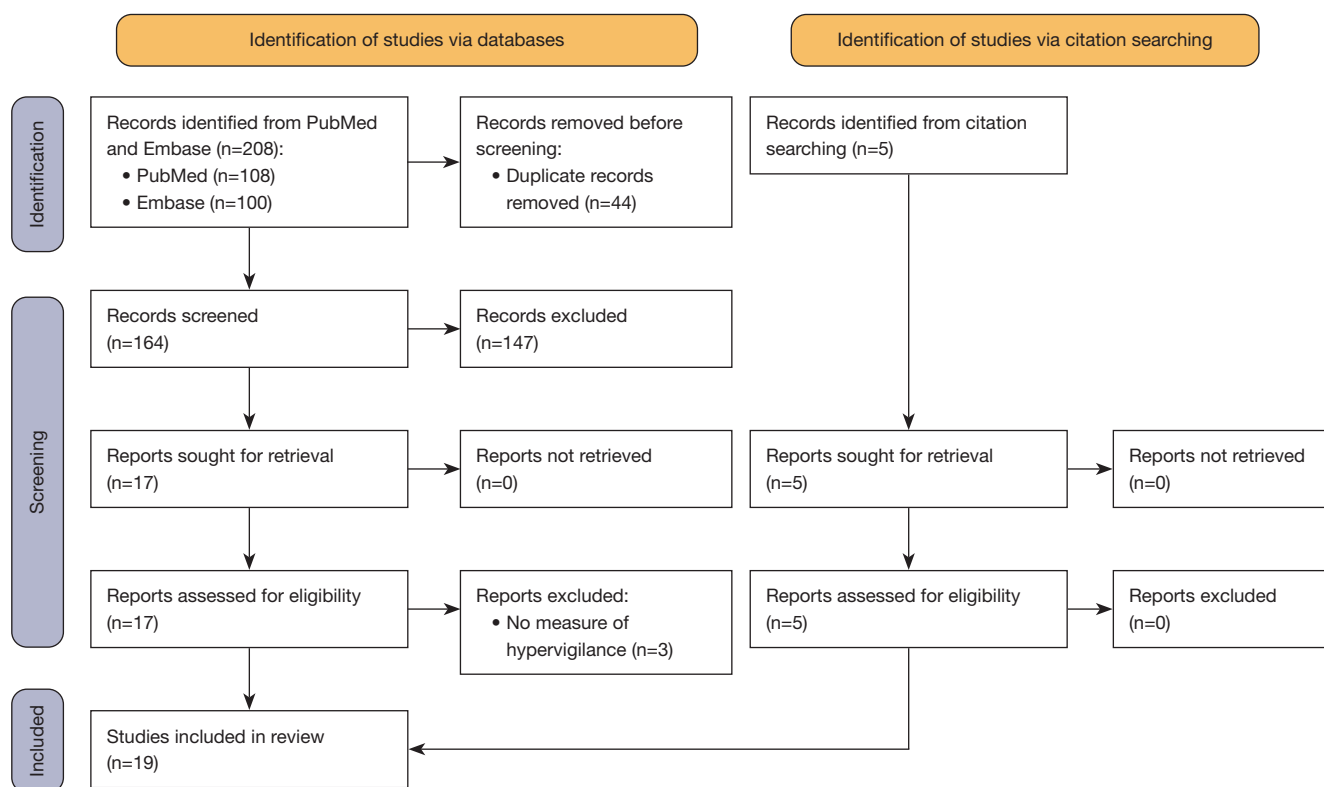 Identification of studies via databases
Identification of studies via citation searching
Identification
Records identified from PubMed
and Embase (n=208):
• PubMed (n=108)
• Embase (n=100)
Records removed before
screening:
• Duplicate records
removed (n=44)
Records identified from citation
searching (n=5)
Screening
Records screened
(n=164)
Records excluded
(n=147)
Reports sought for retrieval
(n=17)
Reports not retrieved
(n=0)
Reports sought for retrieval
(n=5)
Reports not retrieved
(n=0)
Reports assessed for eligibility
(n=17)
Reports excluded:
• No measure of
hypervigilance (n=3)
Reports assessed for eligibility
(n=5)
Reports excluded
(n=0)
Included
Studies included in review
(n=19)